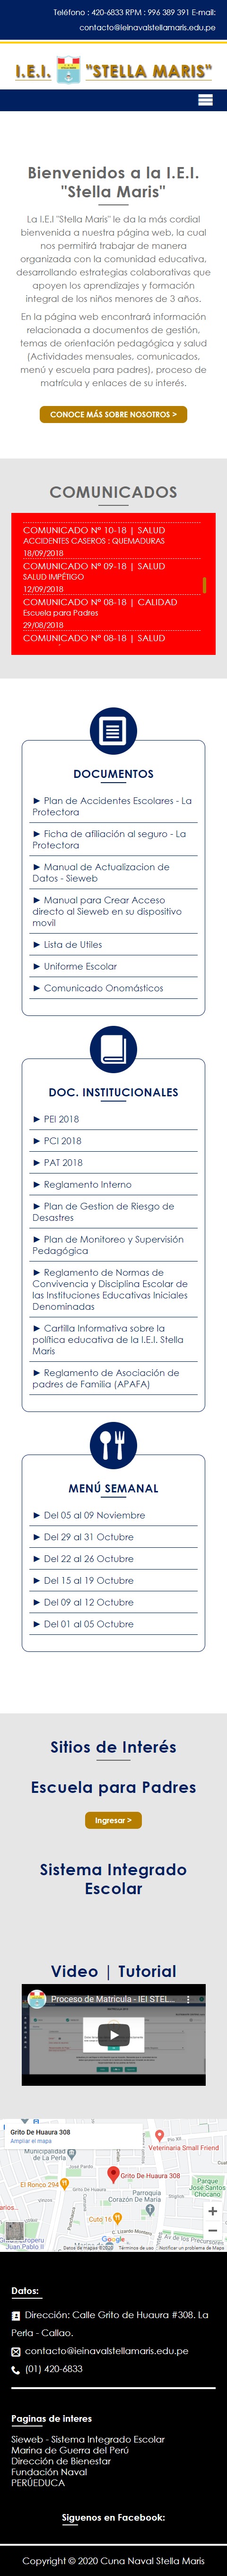 Teléfono : 420-6833 RPM : 996 389 391 E-mail:
contacto@ieinavalstellamaris.edu.pe
I.E.I. "STELLA MARIS"
Bienvenidos a la I.E.I.
"Stella Maris"
La I.E.I "Stella Maris" le da la más cordial
bienvenida a nuestra página web, la cual
nos permitirá trabajar de manera
organizada con la comunidad educativa,
desarrollando estrategias colaborativas que
apoyen los aprendizajes y formación
integral de los niños menores de 3 años.
En la página web encontrará información
relacionada a documentos de gestión,
temas de orientación pedagógica y salud
(Actividades mensuales, comunicados,
menú y escuela para padres), proceso de
matrícula y enlaces de su interés.
CONOCE MÁS SOBRE NOSOTROS >
COMUNICADOS
COMUNICADO Nº 10-18 | SALUD
ACCIDENTES CASEROS : QUEMADURAS
18/09/2018
COMUNICADO Nº 09-18 | SALUD
SALUD IMPÉTIGO
12/09/2018
COMUNICADO Nº 08-18 | CALIDAD
Escuela para Padres
29/08/2018
COMUNICADO Nº 08-18 | SALUD
DOCUMENTOS
► Plan de Accidentes Escolares - La
Protectora
► Ficha de afiliación al seguro - La
Protectora
► Manual de Actualizacion de
Datos - Sieweb
► Manual para Crear Acceso
directo al Sieweb en su dispositivo
movil
► Lista de Utiles
► Uniforme Escolar
► Comunicado Onomásticos
DOC. INSTITUCIONALES
► PEI 2018
► PCI 2018
► PAT 2018
► Reglamento Interno
► Plan de Gestion de Riesgo de
Desastres
► Plan de Monitoreo y Supervisión
Pedagógica
► Reglamento de Normas de
Convivencia y Disciplina Escolar de
las Instituciones Educativas Iniciales
Denominadas
► Cartilla Informativa sobre la
política educativa de la I.E.I. Stella
Maris
► Reglamento de Asociación de
padres de Familia (APAFA)
MENÚ SEMANAL
► Del 05 al 09 Noviembre
► Del 29 al 31 Octubre
► Del 22 al 26 Octubre
► Del 15 al 19 Octubre
► Del 09 al 12 Octubre
► Del 01 al 05 Octubre
Sitios de Interés
Escuela para Padres
Ingresar >
Sistema Integrado
Escolar
Video | Tutorial
Proceso de Matricula - IEI STEL...
Grito De Huaura 308
Ampliar el mapa
Veterinaria Small Friend
Municipalidad
de La Perla
Grito De Huaura 308
El Ronco 294
Parque
José Santos
Chocano
Parroquia
Corazón De María
Cutoᵍ 16
Juan Pablo II
Google
Datos de mapas ©2020 Términos de uso Notificar un problema de Maps
Datos:
Dirección: Calle Grito de Huaura #308. La
Perla - Callao.
contacto@ieinavalstellamaris.edu.pe
(01) 420-6833
Paginas de interes
Sieweb - Sistema Integrado Escolar
Marina de Guerra del Perú
Dirección de Bienestar
Fundación Naval
PERÚEDUCA
Siguenos en Facebook:
Copyright © 2020 Cuna Naval Stella Maris